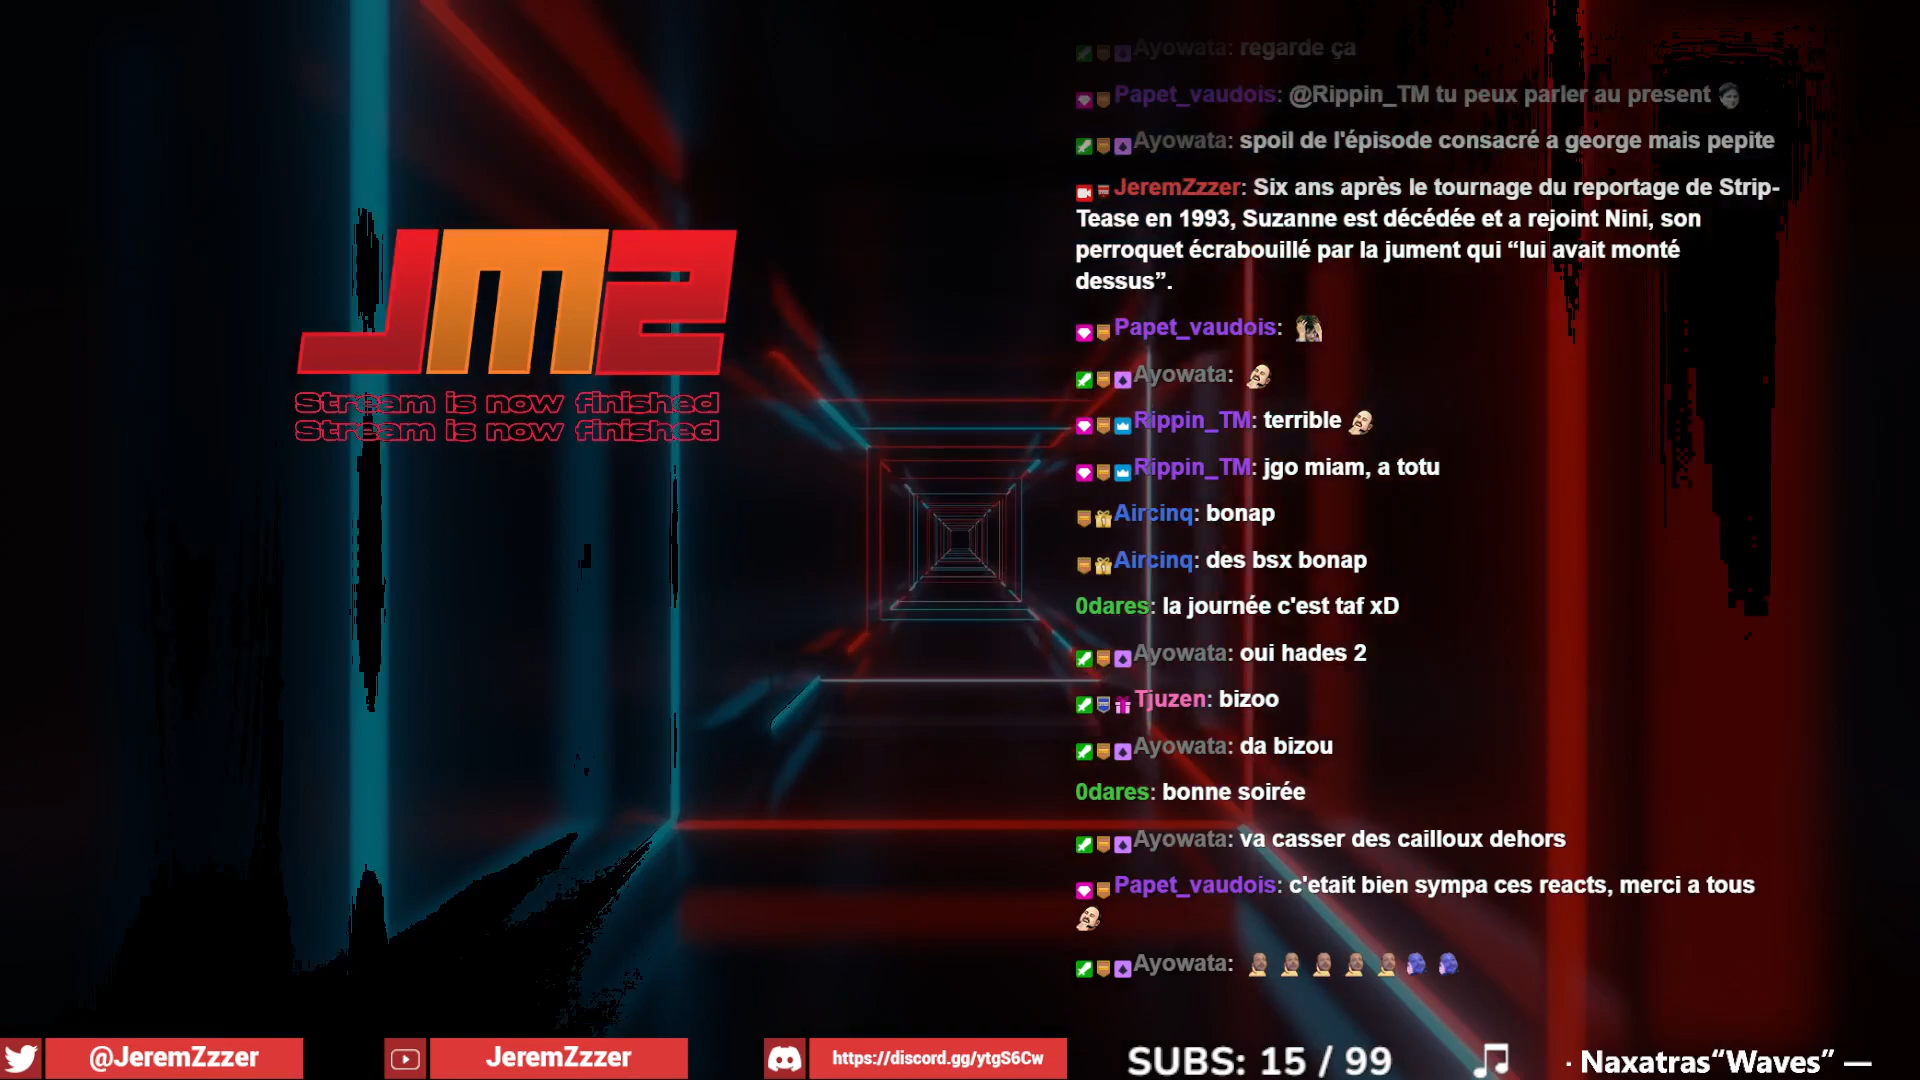 Ayowata: regarde ça
Papet_vaudois: @Rippin_TM tu peux parler au present
Ayowata: spoil de l'épisode consacré a george mais pepite
JeremZzzer: Six ans après le tournage du reportage de Strip-
Tease en 1993, Suzanne est décédée et a rejoint Nini, son
perroquet écrabouillé par la jument qui “lui avait monté
dessus”.
JMZ
Stream is now finished
Stream is now finished
Papet_vaudois:
Ayowata:
Rippin_TM: terrible
Rippin_TM: jgo miam, a totu
Aircinq: bonap
Aircinq: des bsx bonap
0dares: la journée c'est taf xD
Ayowata: oui hades 2
Tjuzen: bizoo
Ayowata: da bizou
0dares: bonne soirée
Ayowata: va casser des cailloux dehors
Papet_vaudois: c'etait bien sympa ces reacts, merci a tous
Ayowata:
@JeremZzzer
JeremZzzer
https://discord.gg/ytgS6Cw
SUBS: 15 / 99
· Naxatras“Waves” —